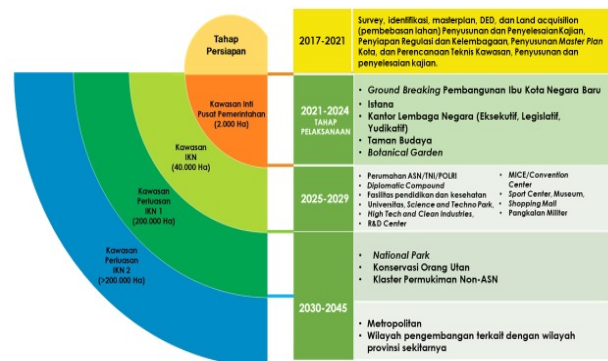 Tahap
Persiapan
2017-2021
Survey, identifikasi, masterplan, DED, dan Land acquisition
(pembebasan lahan) Penyusunan dan Penyelesaian Kajian,
Penyiapan Regulasi dan Kelembagaan, Penyusunan Master Plan
Kota, dan Perencanaan Teknis Kawasan, Penyusunan dan
penyelesaian kajian.
Kawasan Inti
Pusat Pemerintahan
(2.000 Ha)
2021-2024
TAHAP
PELAKSANAAN
• Ground Breaking Pembangunan Ibu Kota Negara Baru
• Istana
• Kantor Lembaga Negara (Eksekutif, Legislatif,
Yudikatif)
• Taman Budaya
• Botanical Garden
Kawasan
IKN
(40.000 Ha)
2025-2029
• Perumahan ASN/TNI/POLRI
• Diplomatic Compound
• Fasilitas pendidikan dan kesehatan
• Universitas, Science and Techno Park,
• High Tech and Clean Industries,
• R&D Center
• MICE/Convention
Center
• Sport Center, Museum,
• Shopping Mall
• Pangkalan Militer
Kawasan
Perluasan
IKN 1
(200.000 Ha)
Kawasan
Perluasan
IKN 2
(>200.000 Ha)
2030-2045
• National Park
• Konservasi Orang Utan
• Klaster Permukiman Non-ASN
• Metropolitan
• Wilayah pengembangan terkait dengan wilayah
provinsi sekitarnya